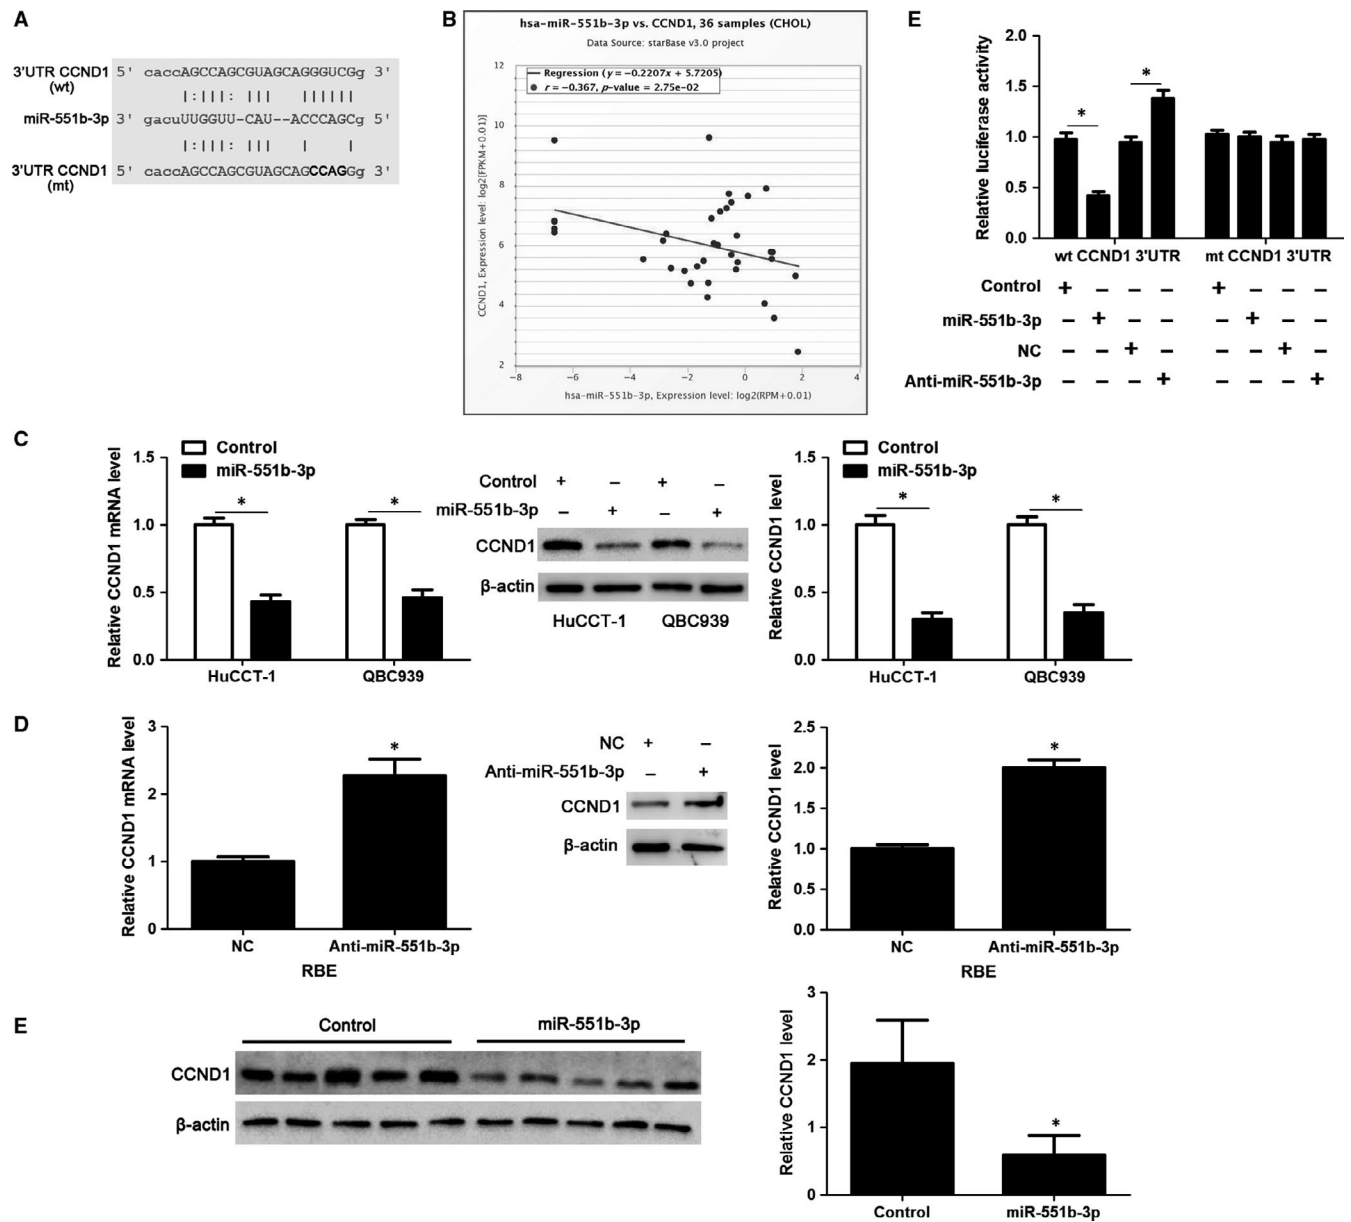 A
3'UTR CCND1 (wt) 5' caccAGCCAGCGUAGCAGGGUCGg 3'
|:|||: ||| ||||||
miR-551b-3p 3' gacuUUGGUU-CAU--ACCCAGCg 5'
|:|||: ||| | |
3'UTR CCND1 (mt) 5' caccAGCCAGCGUAGCAGCCAGGg 3'
B
hsa-miR-551b-3p vs. CCND1, 36 samples (CHOL)
Data Source: starBase v3.0 project
Regression (y = −0.2207x + 5.7205)
r = −0.367, p-value = 2.75e−02
CCND1, Expression level: log2[FPKM+0.01)]
12
10
8
6
4
2
−8 −6 −4 −2 0 2 4
hsa-miR-551b-3p, Expression level: log2(RPM+0.01)
E
Relative luciferase activity
2.0
1.5
1.0
0.5
0.0
* *
wt CCND1 3'UTR mt CCND1 3'UTR
Control + − − − + − − −
miR-551b-3p − + − − − + − −
NC − − + − − − + −
Anti-miR-551b-3p − − − + − − − +
C
Control
miR-551b-3p
Relative CCND1 mRNA level
1.5
1.0
0.5
0.0
* *
HuCCT-1 QBC939
Control + − + −
miR-551b-3p − + − +
CCND1
β-actin
HuCCT-1 QBC939
Control
miR-551b-3p
Relative CCND1 level
1.5
1.0
0.5
0.0
* *
HuCCT-1 QBC939
D
Relative CCND1 mRNA level
3
2
1
0
*
NC Anti-miR-551b-3p
RBE
NC + −
Anti-miR-551b-3p − +
CCND1
β-actin
Relative CCND1 level
2.5
2.0
1.5
1.0
0.5
0.0
*
NC Anti-miR-551b-3p
RBE
E
Control miR-551b-3p
CCND1
β-actin
Relative CCND1 level
3
2
1
0
*
Control miR-551b-3p